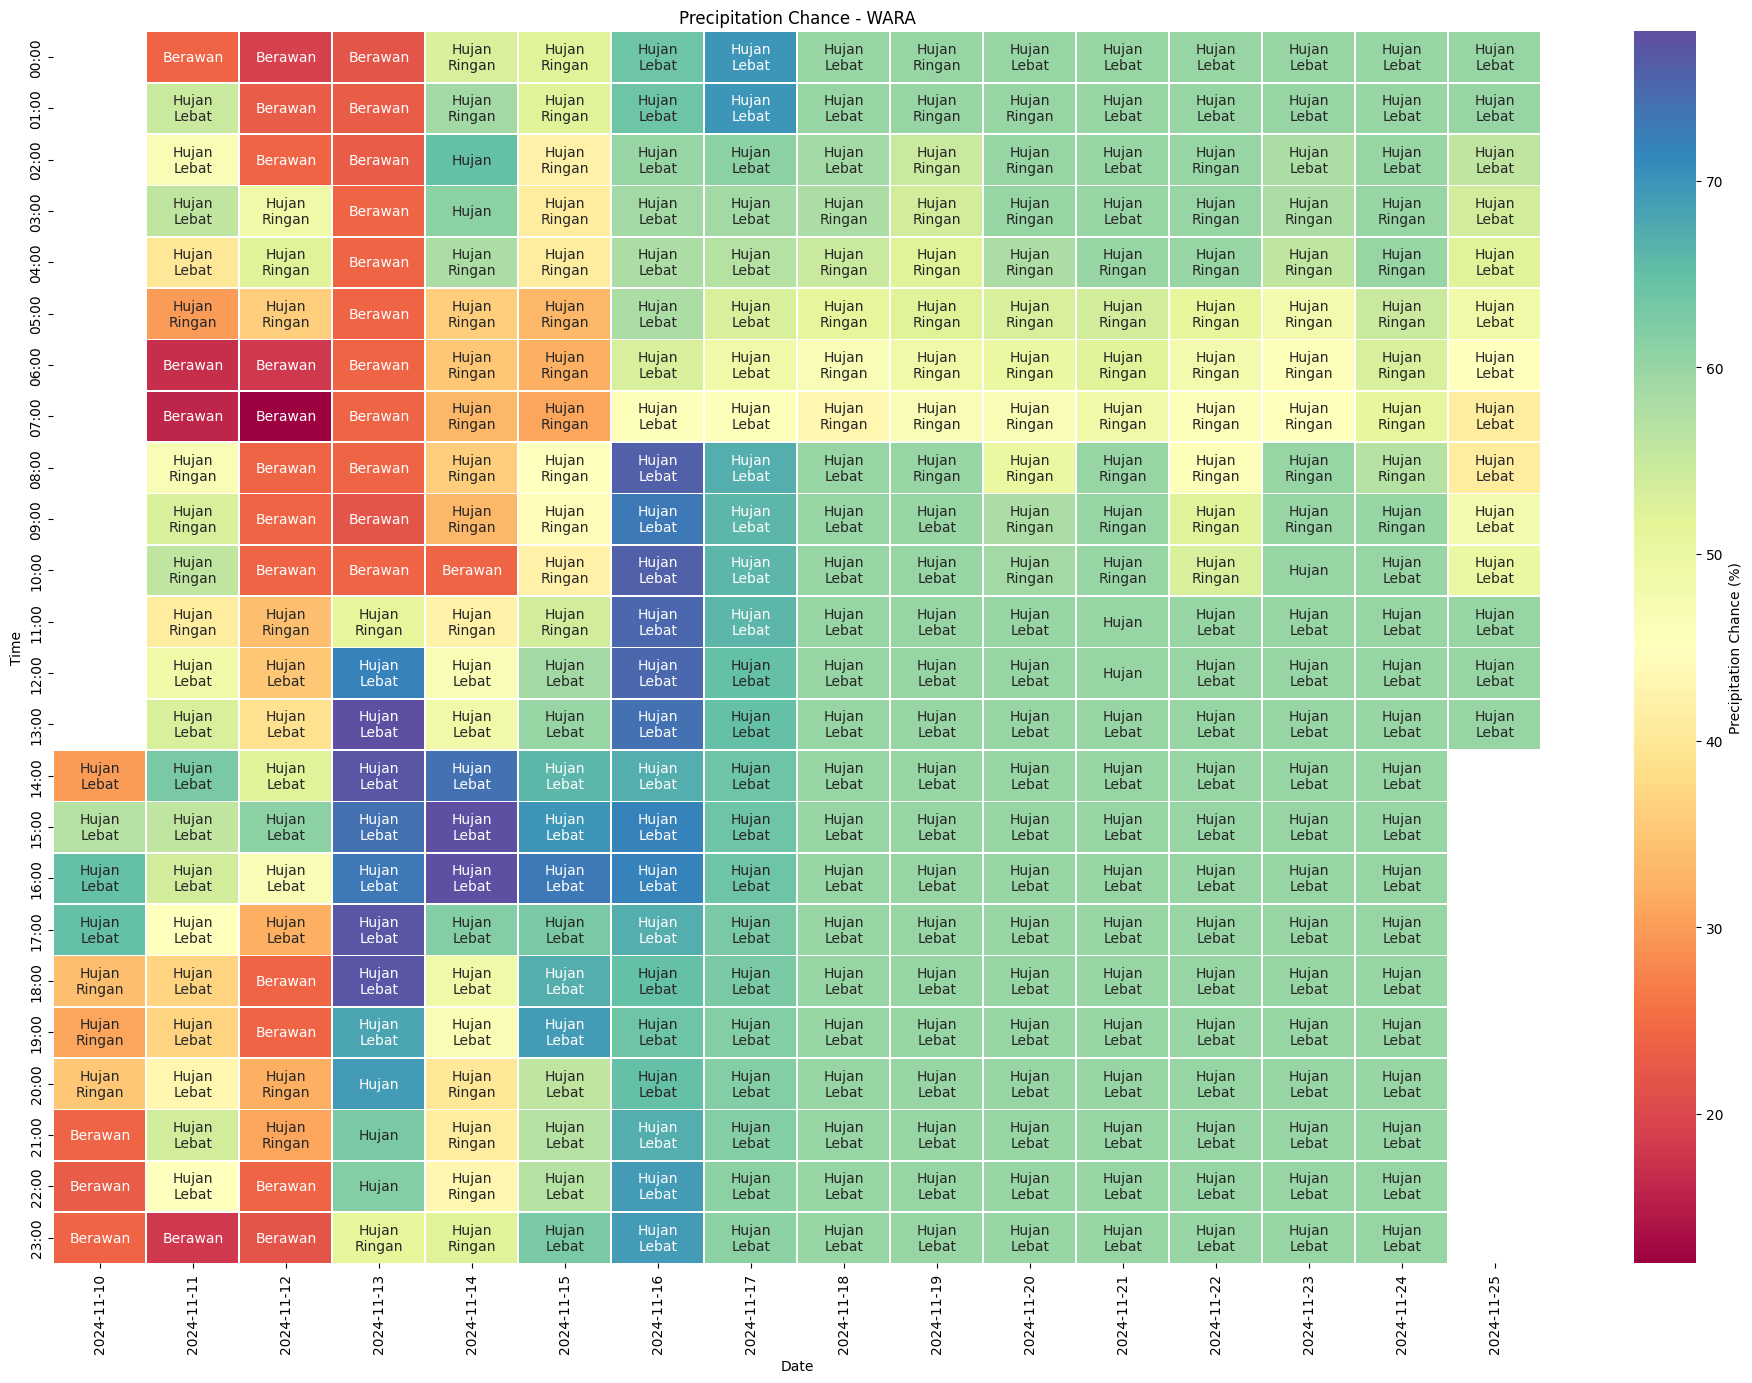 Precipitation Chance - WARA
Time
00:00 Berawan Berawan Berawan Hujan Ringan Hujan Ringan Hujan Lebat Hujan Lebat Hujan Lebat Hujan Ringan Hujan Lebat Hujan Lebat Hujan Lebat Hujan Lebat Hujan Lebat Hujan Lebat
01:00 Hujan Lebat Berawan Berawan Hujan Ringan Hujan Ringan Hujan Lebat Hujan Lebat Hujan Lebat Hujan Ringan Hujan Ringan Hujan Lebat Hujan Lebat Hujan Lebat Hujan Lebat Hujan Lebat
02:00 Hujan Lebat Berawan Berawan Hujan Hujan Ringan Hujan Lebat Hujan Lebat Hujan Lebat Hujan Ringan Hujan Ringan Hujan Lebat Hujan Ringan Hujan Lebat Hujan Lebat Hujan Lebat
03:00 Hujan Lebat Hujan Ringan Berawan Hujan Hujan Ringan Hujan Lebat Hujan Lebat Hujan Ringan Hujan Ringan Hujan Ringan Hujan Lebat Hujan Ringan Hujan Ringan Hujan Ringan Hujan Lebat
04:00 Hujan Lebat Hujan Ringan Berawan Hujan Ringan Hujan Ringan Hujan Lebat Hujan Lebat Hujan Ringan Hujan Ringan Hujan Ringan Hujan Ringan Hujan Ringan Hujan Ringan Hujan Ringan Hujan Lebat
05:00 Hujan Ringan Hujan Ringan Berawan Hujan Ringan Hujan Ringan Hujan Lebat Hujan Lebat Hujan Ringan Hujan Ringan Hujan Ringan Hujan Ringan Hujan Ringan Hujan Ringan Hujan Ringan Hujan Lebat
06:00 Berawan Berawan Berawan Hujan Ringan Hujan Ringan Hujan Lebat Hujan Lebat Hujan Ringan Hujan Ringan Hujan Ringan Hujan Ringan Hujan Ringan Hujan Ringan Hujan Ringan Hujan Lebat
07:00 Berawan Berawan Berawan Hujan Ringan Hujan Ringan Hujan Lebat Hujan Lebat Hujan Ringan Hujan Ringan Hujan Ringan Hujan Ringan Hujan Ringan Hujan Ringan Hujan Ringan Hujan Lebat
08:00 Hujan Ringan Berawan Berawan Hujan Ringan Hujan Ringan Hujan Lebat Hujan Lebat Hujan Lebat Hujan Ringan Hujan Ringan Hujan Ringan Hujan Ringan Hujan Ringan Hujan Ringan Hujan Lebat
09:00 Hujan Ringan Berawan Berawan Hujan Ringan Hujan Ringan Hujan Lebat Hujan Lebat Hujan Lebat Hujan Lebat Hujan Ringan Hujan Ringan Hujan Ringan Hujan Ringan Hujan Ringan Hujan Lebat
10:00 Hujan Ringan Berawan Berawan Berawan Hujan Ringan Hujan Lebat Hujan Lebat Hujan Lebat Hujan Lebat Hujan Ringan Hujan Ringan Hujan Ringan Hujan Hujan Lebat Hujan Lebat
11:00 Hujan Ringan Hujan Ringan Hujan Ringan Hujan Ringan Hujan Ringan Hujan Lebat Hujan Lebat Hujan Lebat Hujan Lebat Hujan Lebat Hujan Hujan Lebat Hujan Lebat Hujan Lebat Hujan Lebat
12:00 Hujan Lebat Hujan Lebat Hujan Lebat Hujan Lebat Hujan Lebat Hujan Lebat Hujan Lebat Hujan Lebat Hujan Lebat Hujan Lebat Hujan Hujan Lebat Hujan Lebat Hujan Lebat Hujan Lebat
13:00 Hujan Lebat Hujan Lebat Hujan Lebat Hujan Lebat Hujan Lebat Hujan Lebat Hujan Lebat Hujan Lebat Hujan Lebat Hujan Lebat Hujan Lebat Hujan Lebat Hujan Lebat Hujan Lebat Hujan Lebat
14:00 Hujan Lebat Hujan Lebat Hujan Lebat Hujan Lebat Hujan Lebat Hujan Lebat Hujan Lebat Hujan Lebat Hujan Lebat Hujan Lebat Hujan Lebat Hujan Lebat Hujan Lebat Hujan Lebat Hujan Lebat
15:00 Hujan Lebat Hujan Lebat Hujan Lebat Hujan Lebat Hujan Lebat Hujan Lebat Hujan Lebat Hujan Lebat Hujan Lebat Hujan Lebat Hujan Lebat Hujan Lebat Hujan Lebat Hujan Lebat Hujan Lebat
16:00 Hujan Lebat Hujan Lebat Hujan Lebat Hujan Lebat Hujan Lebat Hujan Lebat Hujan Lebat Hujan Lebat Hujan Lebat Hujan Lebat Hujan Lebat Hujan Lebat Hujan Lebat Hujan Lebat Hujan Lebat
17:00 Hujan Lebat Hujan Lebat Hujan Lebat Hujan Lebat Hujan Lebat Hujan Lebat Hujan Lebat Hujan Lebat Hujan Lebat Hujan Lebat Hujan Lebat Hujan Lebat Hujan Lebat Hujan Lebat Hujan Lebat
18:00 Hujan Ringan Hujan Lebat Berawan Hujan Lebat Hujan Lebat Hujan Lebat Hujan Lebat Hujan Lebat Hujan Lebat Hujan Lebat Hujan Lebat Hujan Lebat Hujan Lebat Hujan Lebat Hujan Lebat
19:00 Hujan Ringan Hujan Lebat Berawan Hujan Lebat Hujan Lebat Hujan Lebat Hujan Lebat Hujan Lebat Hujan Lebat Hujan Lebat Hujan Lebat Hujan Lebat Hujan Lebat Hujan Lebat Hujan Lebat
20:00 Hujan Ringan Hujan Lebat Hujan Ringan Hujan Hujan Ringan Hujan Lebat Hujan Lebat Hujan Lebat Hujan Lebat Hujan Lebat Hujan Lebat Hujan Lebat Hujan Lebat Hujan Lebat Hujan Lebat
21:00 Berawan Hujan Lebat Hujan Ringan Hujan Hujan Ringan Hujan Lebat Hujan Lebat Hujan Lebat Hujan Lebat Hujan Lebat Hujan Lebat Hujan Lebat Hujan Lebat Hujan Lebat Hujan Lebat
22:00 Berawan Hujan Lebat Berawan Hujan Hujan Ringan Hujan Lebat Hujan Lebat Hujan Lebat Hujan Lebat Hujan Lebat Hujan Lebat Hujan Lebat Hujan Lebat Hujan Lebat Hujan Lebat
23:00 Berawan Berawan Berawan Hujan Ringan Hujan Ringan Hujan Lebat Hujan Lebat Hujan Lebat Hujan Lebat Hujan Lebat Hujan Lebat Hujan Lebat Hujan Lebat Hujan Lebat Hujan Lebat
2024-11-10 2024-11-11 2024-11-12 2024-11-13 2024-11-14 2024-11-15 2024-11-16 2024-11-17 2024-11-18 2024-11-19 2024-11-20 2024-11-21 2024-11-22 2024-11-23 2024-11-24 2024-11-25
Date
70
60
50
40
30
20
Precipitation Chance (%)